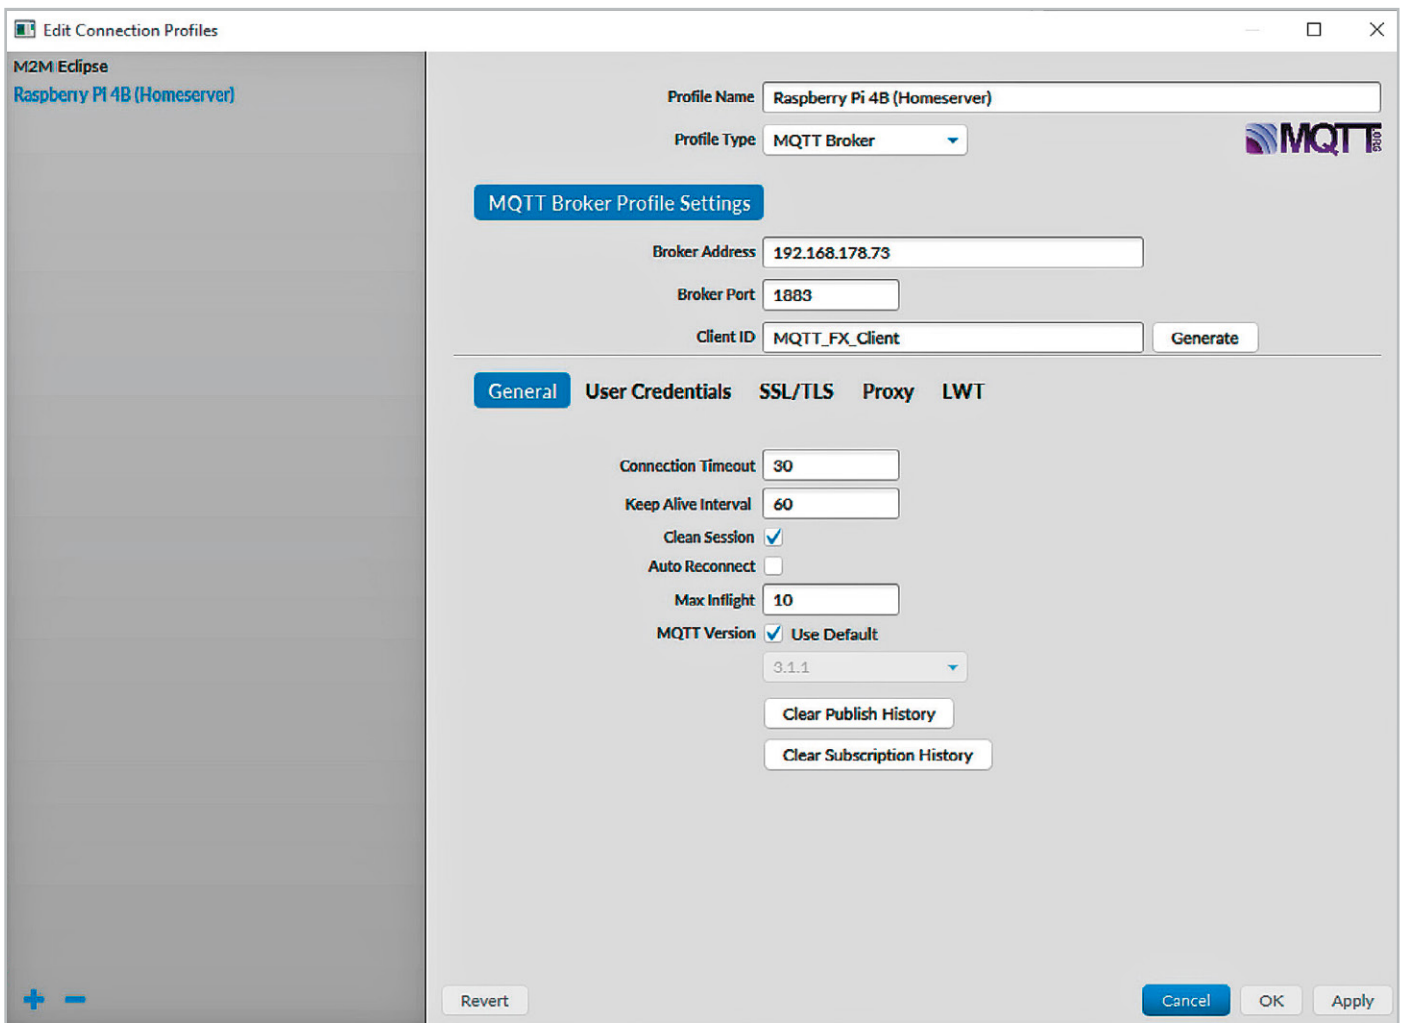 Edit Connection Profiles
M2M Eclipse
Raspberry Pi 4B (Homeserver)
Profile Name Raspberry Pi 4B (Homeserver)
Profile Type MQTT Broker
MQTT.ORG
MQTT Broker Profile Settings
Broker Address 192.168.178.73
Broker Port 1883
Client ID MQTT_FX_Client Generate
General User Credentials SSL/TLS Proxy LWT
Connection Timeout 30
Keep Alive Interval 60
Clean Session
Auto Reconnect
Max Inflight 10
MQTT Version Use Default
3.1.1
Clear Publish History
Clear Subscription History
Revert Cancel OK Apply